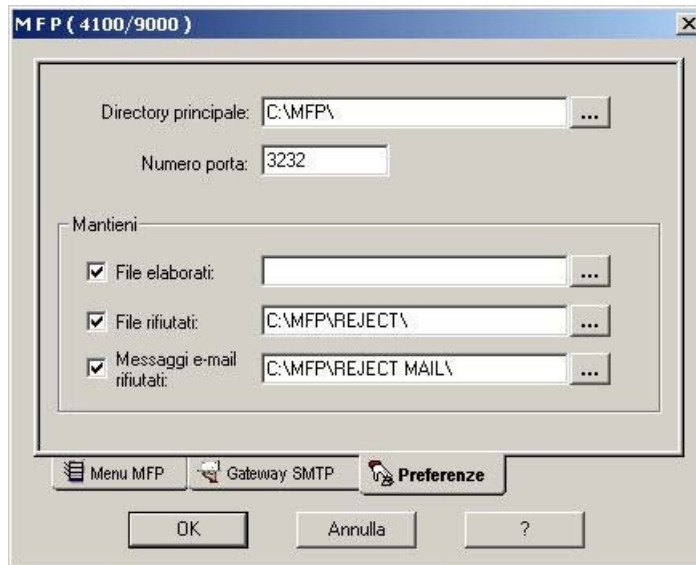 MFP ( 4100/9000 )
Directory principale: C:\MFP\ ...
Numero porta: 3232
Mantieni
File elaborati: ...
File rifiutati: C:\MFP\REJECT\ ...
Messaggi e-mail rifiutati: C:\MFP\REJECT MAIL\ ...
Menu MFP Gateway SMTP Preferenze
OK Annulla ?